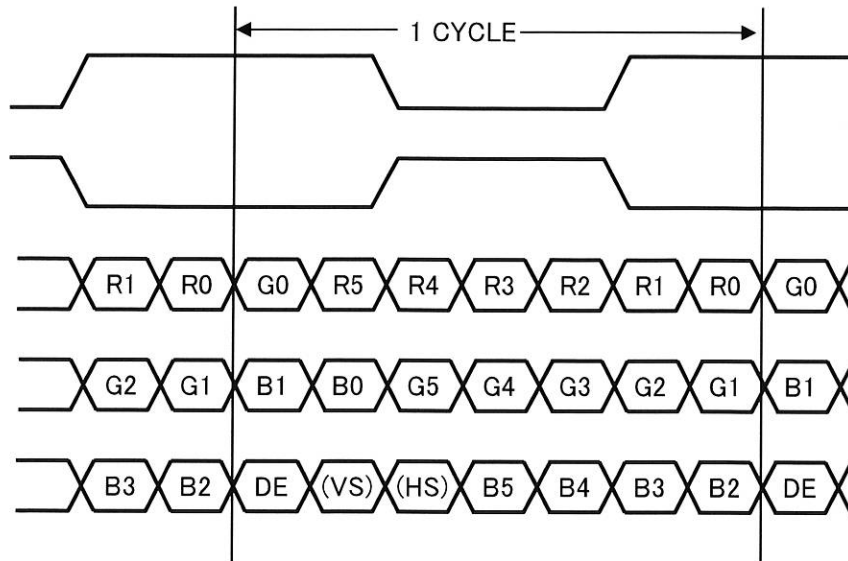 1 CYCLE
R1 R0 G0 R5 R4 R3 R2 R1 R0 G0
G2 G1 B1 B0 G5 G4 G3 G2 G1 B1
B3 B2 DE (VS) (HS) B5 B4 B3 B2 DE